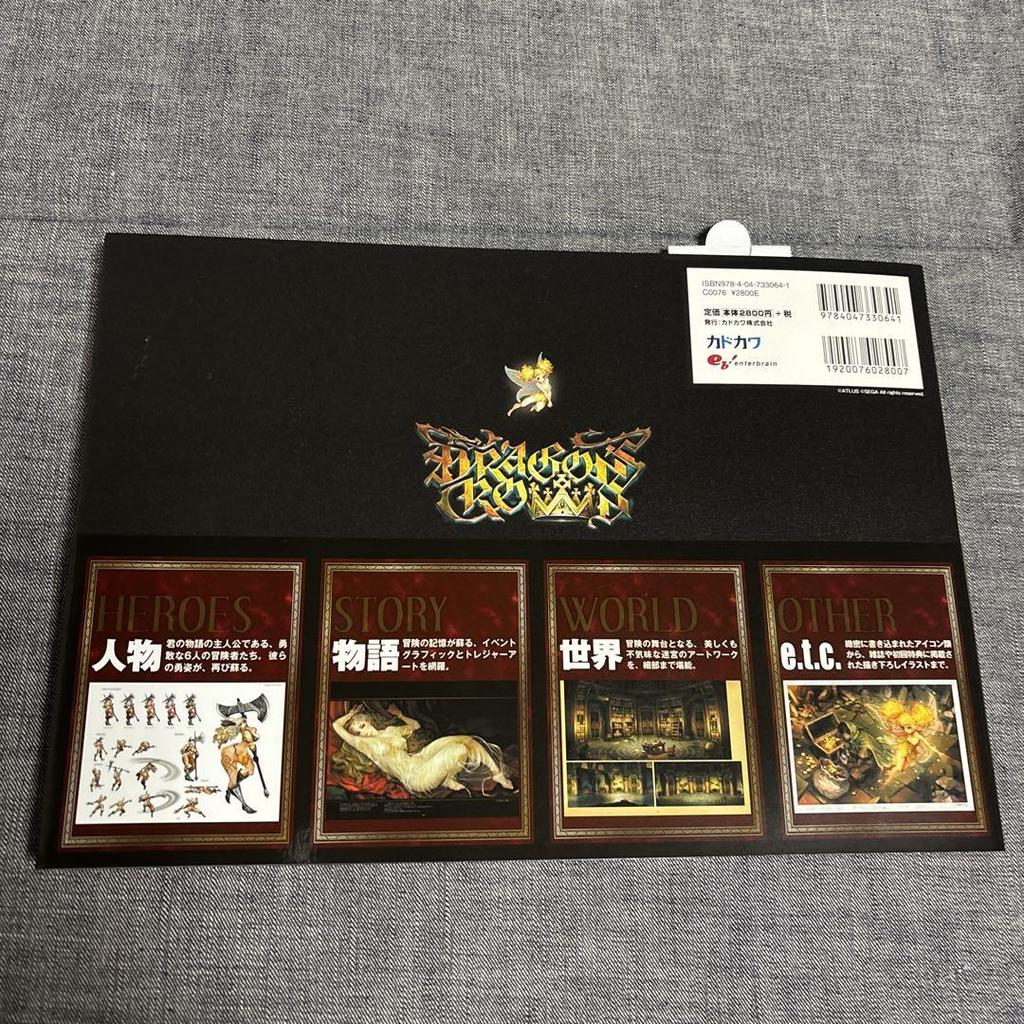 ISBN978-4-04-733064-1
C0076 ¥2800E
定価 本体2800円 + 税
発行：カドカワ株式会社
カドカワ
eb! enterbrain
9784047330641
1920076028007
©ATLUS ©SEGA All rights reserved.
DRAGON'S
CROWN
HEROES
人物
君の物語の主人公である、勇
敢な6人の冒険者たち。彼ら
の勇姿が、再び蘇る。
STORY
物語
冒険の記憶が蘇る、イベント
グラフィックとトレジャーア
ートを網羅。
WORLD
世界
冒険の舞台となる、美しくも
不気味な迷宮のアートワーク
を、細部まで堪能。
OTHER
e.t.c.
緻密に書き込まれたアイコン類
から、雑誌や初回特典に掲載さ
れた描き下ろしイラストまで。